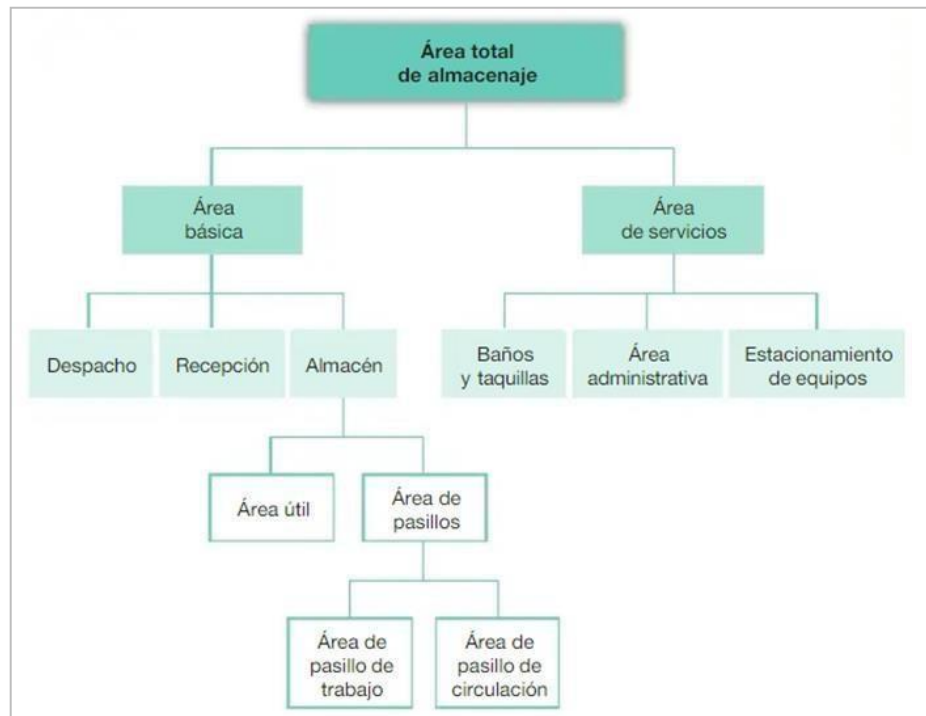 Área total
de almacenaje
Área
básica
Área
de servicios
Despacho
Recepción
Almacén
Baños
y taquillas
Área
administrativa
Estacionamiento
de equipos
Área útil
Área de
pasillos
Área de
pasillo de
trabajo
Área de
pasillo de
circulación